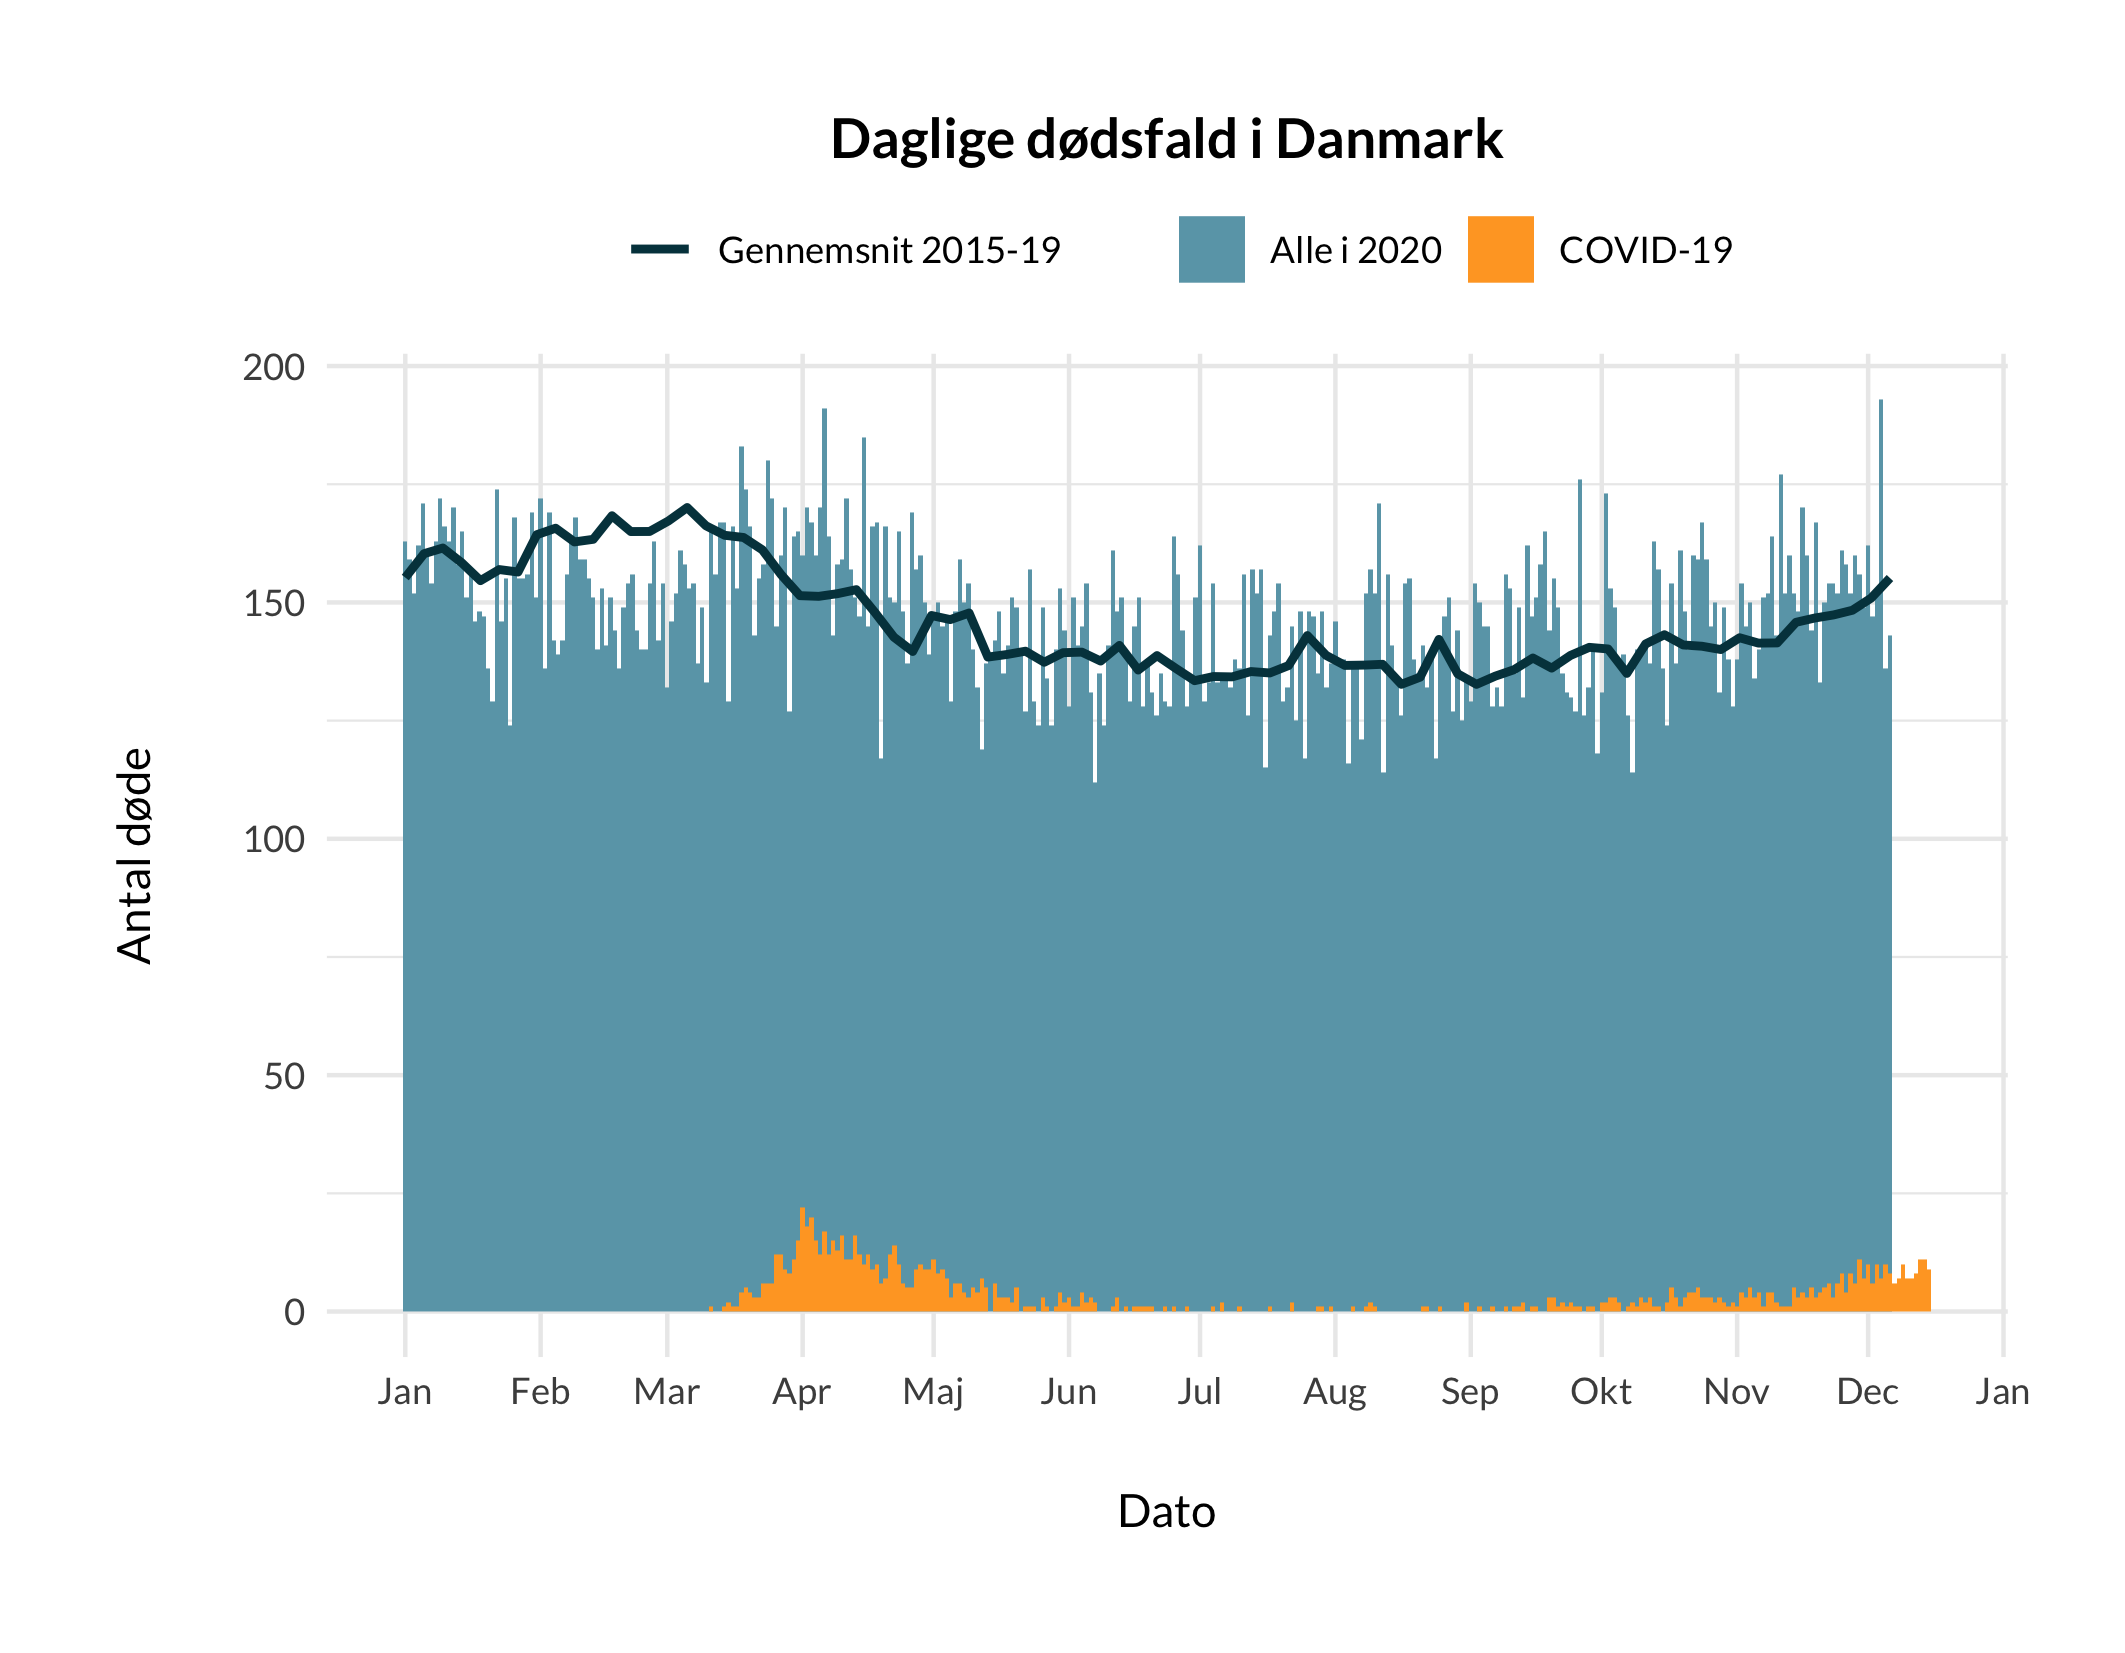 Daglige dødsfald i Danmark
Gennemsnit 2015-19 Alle i 2020 COVID-19
200
150
100
50
0
Antal døde
Jan Feb Mar Apr Maj Jun Jul Aug Sep Okt Nov Dec Jan
Dato